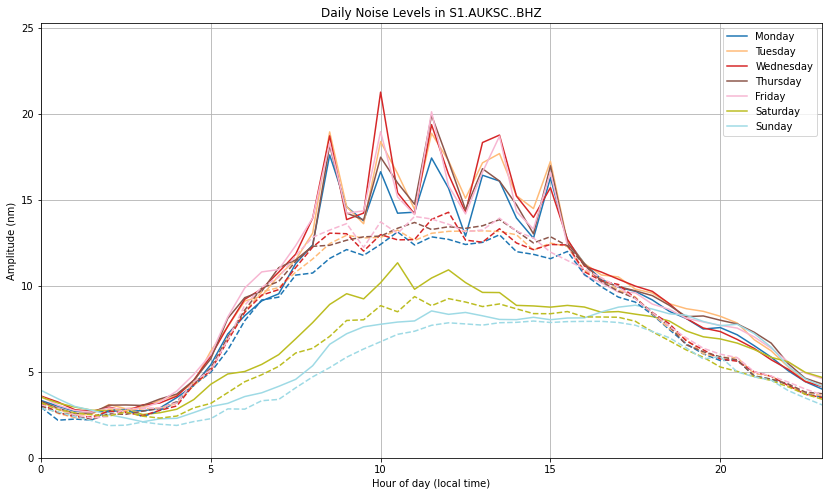 Daily Noise Levels in S1.AUKSC..BHZ
Monday
Tuesday
Wednesday
Thursday
Friday
Saturday
Sunday
Amplitude (nm)
25
20
15
10
5
0
0
5
10
15
20
Hour of day (local time)